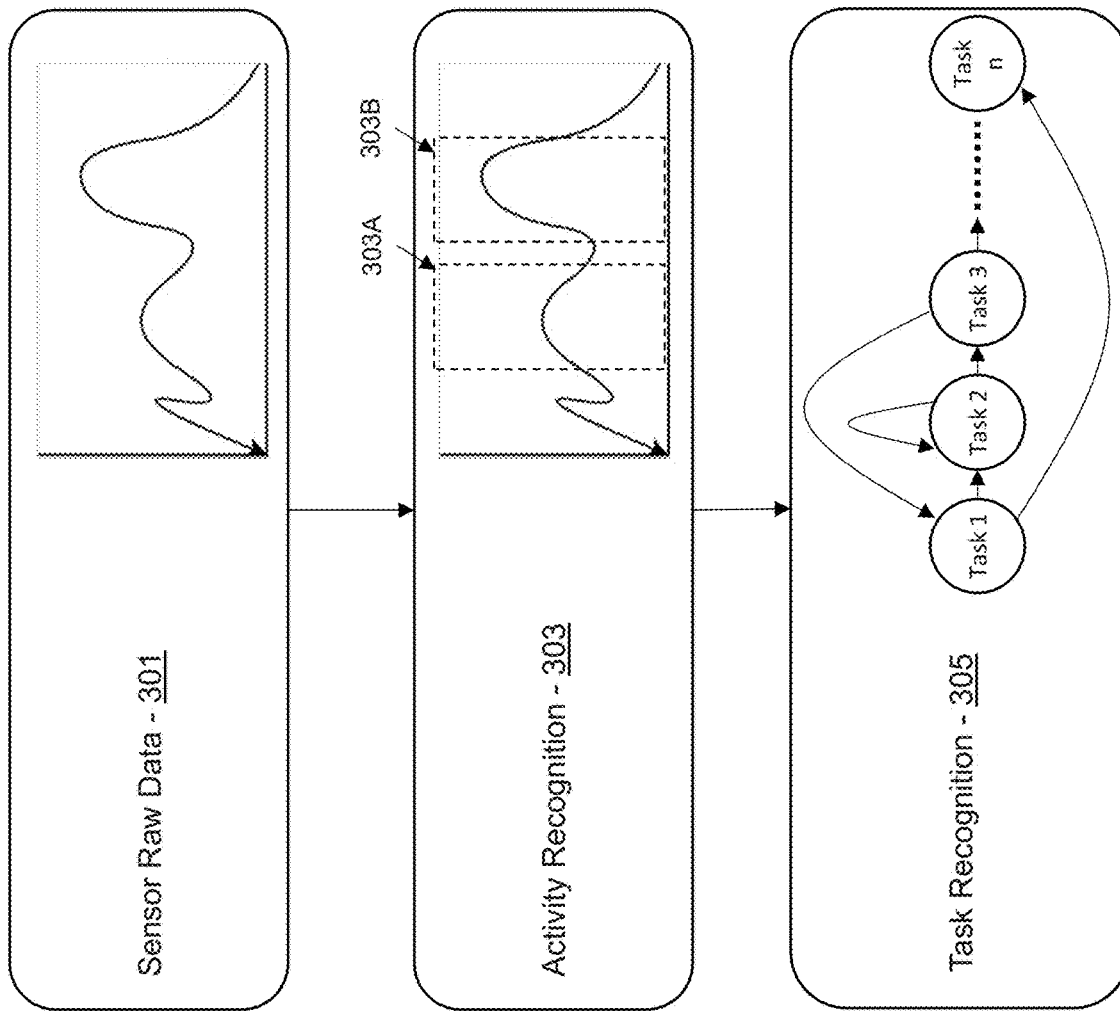 Sensor Raw Data - 301
Activity Recognition - 303
303A
303B
Task Recognition - 305
Task 1
Task 2
Task 3
Task
n